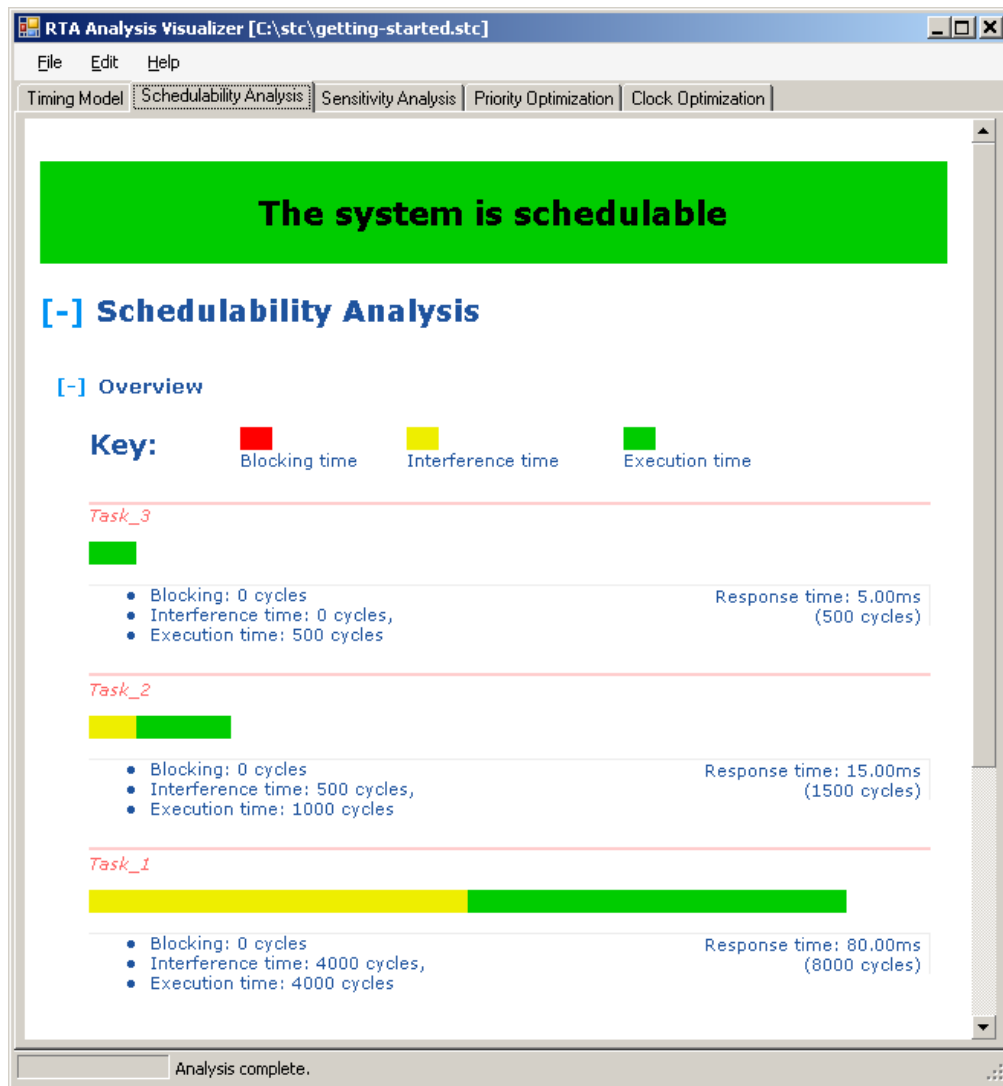 RTA Analysis Visualizer [C:\stc\getting-started.stc]
File Edit Help
Timing Model Schedulability Analysis Sensitivity Analysis Priority Optimization Clock Optimization
The system is schedulable
[-] Schedulability Analysis
[-] Overview
Key:
Blocking time Interference time Execution time
Task_3
• Blocking: 0 cycles
• Interference time: 0 cycles,
• Execution time: 500 cycles
Response time: 5.00ms
(500 cycles)
Task_2
• Blocking: 0 cycles
• Interference time: 500 cycles,
• Execution time: 1000 cycles
Response time: 15.00ms
(1500 cycles)
Task_1
• Blocking: 0 cycles
• Interference time: 4000 cycles,
• Execution time: 4000 cycles
Response time: 80.00ms
(8000 cycles)
Analysis complete.